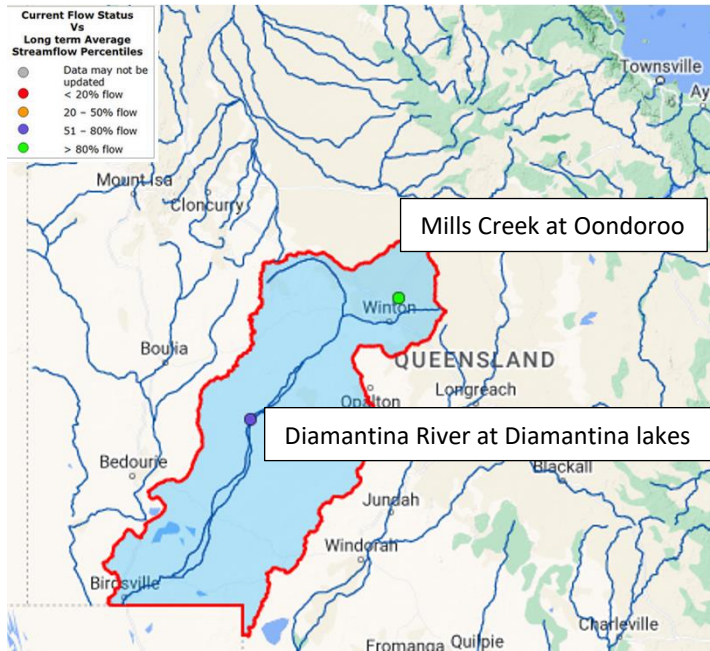 Current Flow Status
Vs
Long term Average
Streamflow Percentiles
Data may not be
updated
< 20% flow
20 – 50% flow
51 – 80% flow
> 80% flow
Townsville
Ay
Mount Isa
Cloncurry
Mills Creek at Oondoroo
Winton
Boulia
QUEENSLAND
Opalton
Longreach
Diamantina River at Diamantina lakes
Bedourie
Blackall
Jundah
Windorah
Birdsville
Charleville
Fromanga
Quilpie